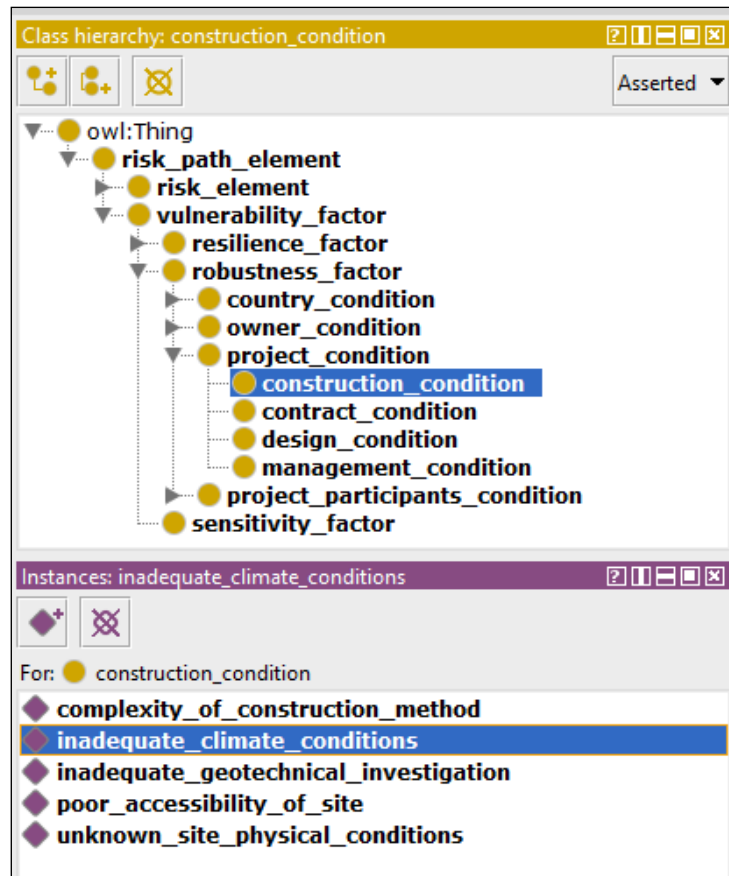 Class hierarchy: construction_condition
Asserted
owl:Thing
risk_path_element
risk_element
vulnerability_factor
resilience_factor
robustness_factor
country_condition
owner_condition
project_condition
construction_condition
contract_condition
design_condition
management_condition
project_participants_condition
sensitivity_factor
Instances: inadequate_climate_conditions
For: construction_condition
complexity_of_construction_method
inadequate_climate_conditions
inadequate_geotechnical_investigation
poor_accessibility_of_site
unknown_site_physical_conditions